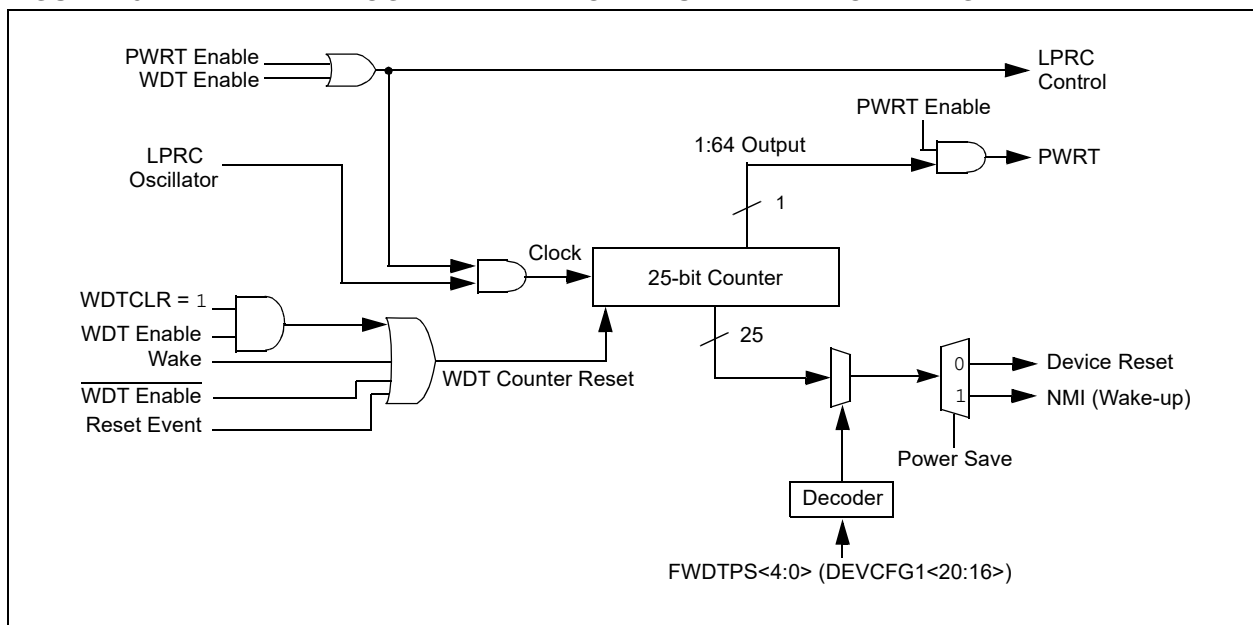 PWRT Enable
WDT Enable
LPRC
Control
PWRT Enable
1:64 Output
PWRT
LPRC
Oscillator
1
Clock
25-bit Counter
WDTCLR = 1
WDT Enable
Wake
25
WDT Counter Reset
WDT Enable
Reset Event
0
Device Reset
1
NMI (Wake-up)
Power Save
Decoder
FWDTPS<4:0> (DEVCFG1<20:16>)